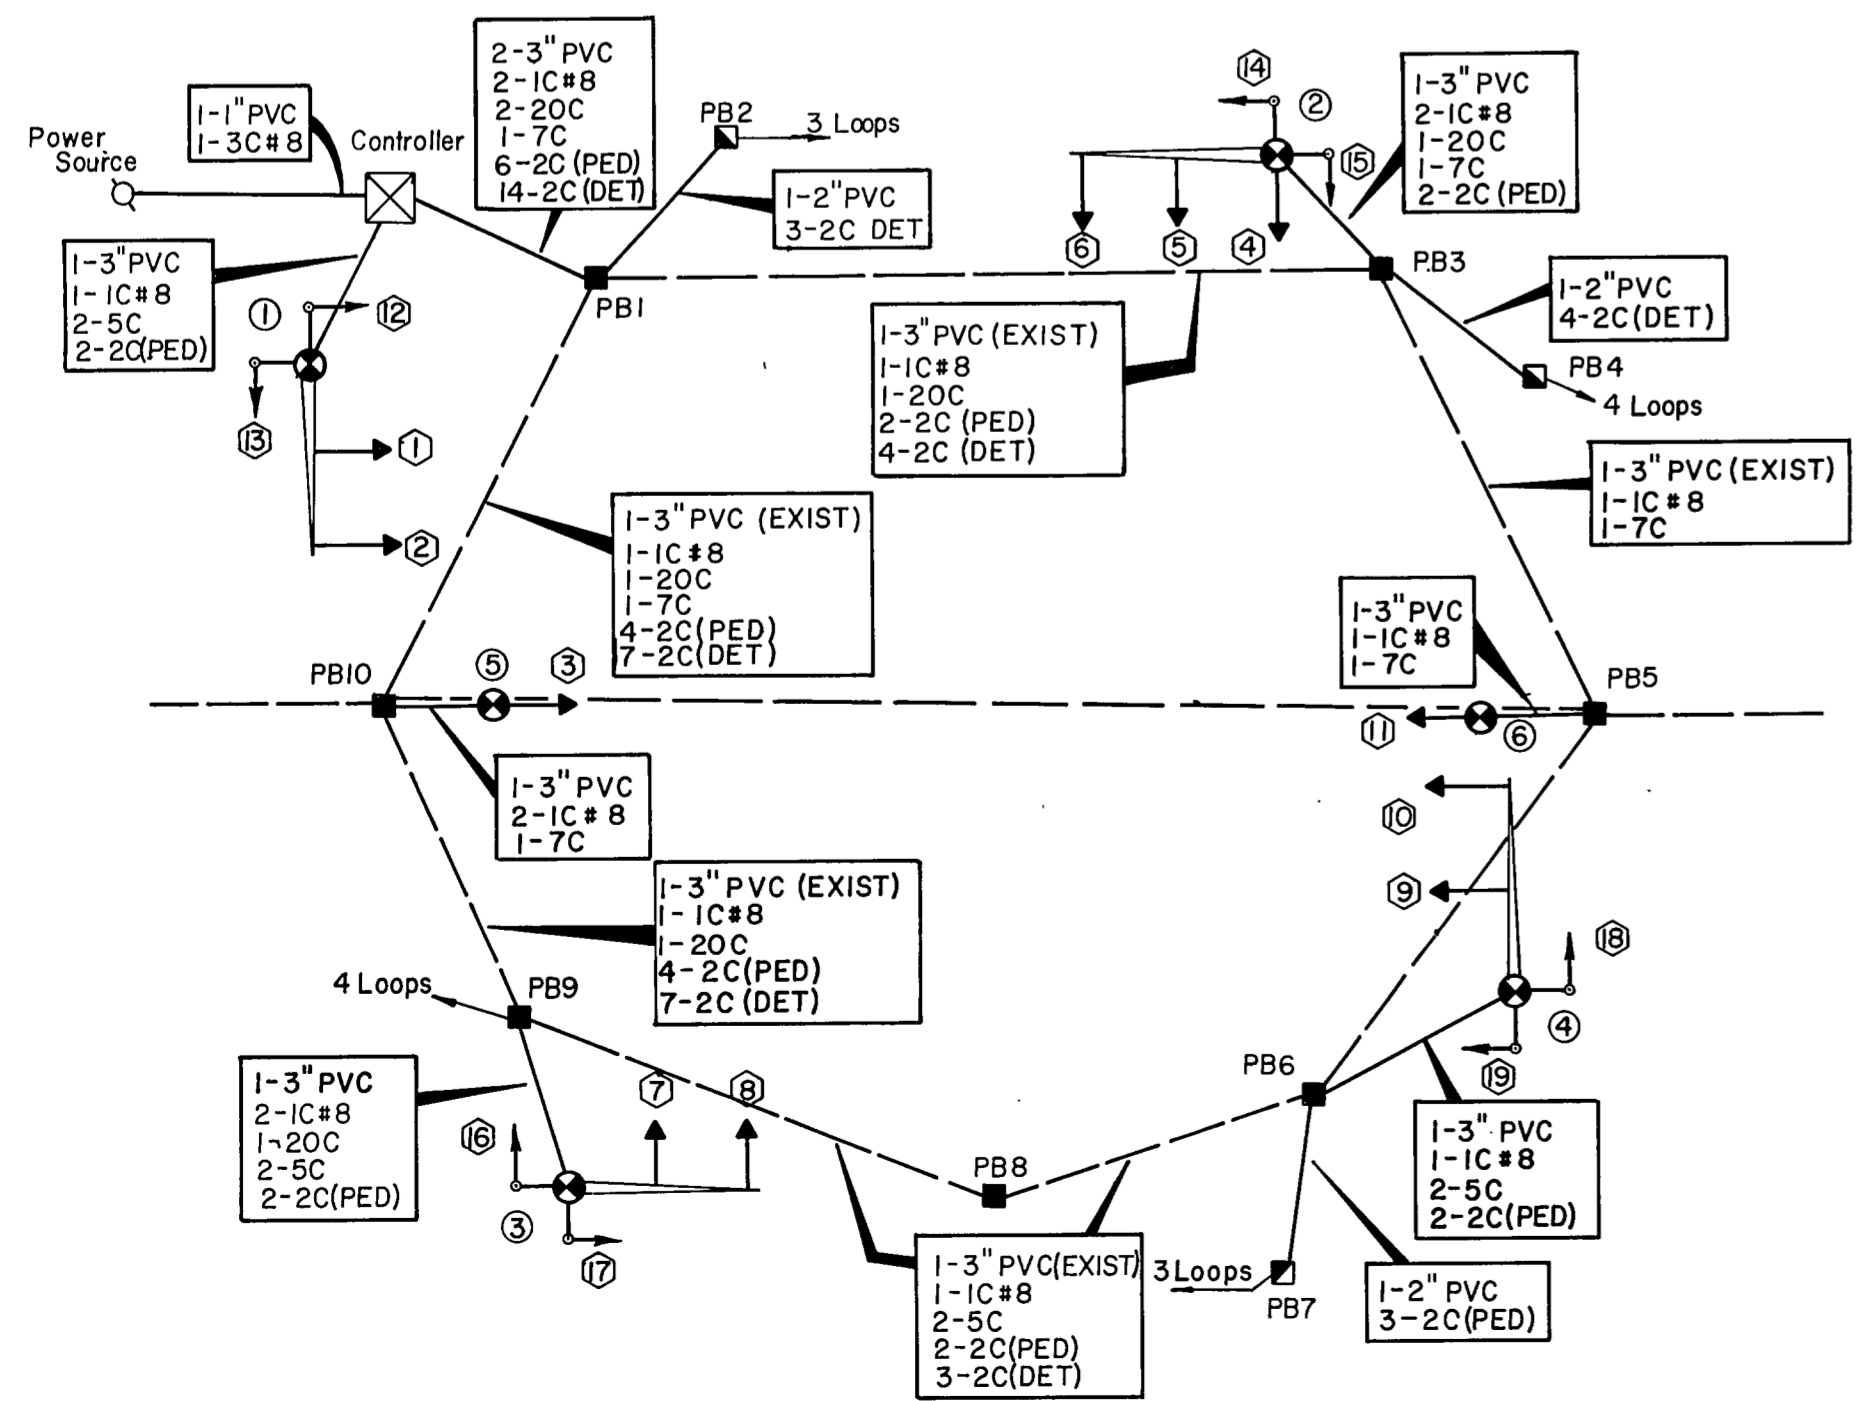 Power
Source
1-1" PVC
1-3C#8
Controller
2-3" PVC
2-1C#8
2-20C
1-7C
6-2C (PED)
14-2C (DET)
PB2
3 Loops
1-2" PVC
3-2C DET
14
2
15
6
5
4
1-3" PVC
2-1C#8
1-20C
1-7C
2-2C (PED)
PB3
1-2" PVC
4-2C (DET)
PB4
4 Loops
1-3" PVC
1-1C#8
2-5C
2-2C(PED)
1
12
13
1
2
PB1
1-3" PVC (EXIST)
1-1C#8
1-20C
2-2C (PED)
4-2C (DET)
1-3" PVC (EXIST)
1-1C#8
1-7C
1-3" PVC (EXIST)
1-1C#8
1-20C
1-7C
4-2C(PED)
7-2C(DET)
1-3" PVC
1-1C#8
1-7C
PB10
5
3
PB5
11
6
1-3" PVC
2-1C#8
1-7C
10
9
18
4
19
1-3" PVC (EXIST)
1-1C#8
1-20C
4-2C(PED)
7-2C (DET)
4 Loops
PB9
1-3" PVC
2-1C#8
1-20C
2-5C
2-2C(PED)
16
7
8
3
17
PB8
PB6
1-3" PVC
1-1C#8
2-5C
2-2C(PED)
1-3" PVC(EXIST)
1-1C#8
2-5C
2-2C(PED)
3-2C(DET)
3 Loops
PB7
1-2" PVC
3-2C(PED)